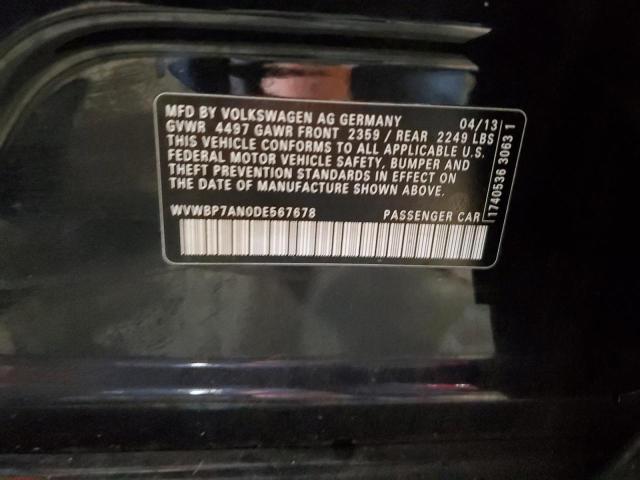 MFD BY VOLKSWAGEN AG GERMANY 04/13
GVWR 4497 GAWR FRONT 2359 / REAR 2249 LBS
THIS VEHICLE CONFORMS TO ALL APPLICABLE U.S.
FEDERAL MOTOR VEHICLE SAFETY, BUMPER AND
THEFT PREVENTION STANDARDS IN EFFECT ON
THE DATE OF MANUFACTURE SHOWN ABOVE.
WVWBP7AN0DE567678 PASSENGER CAR
1740536 3063 1